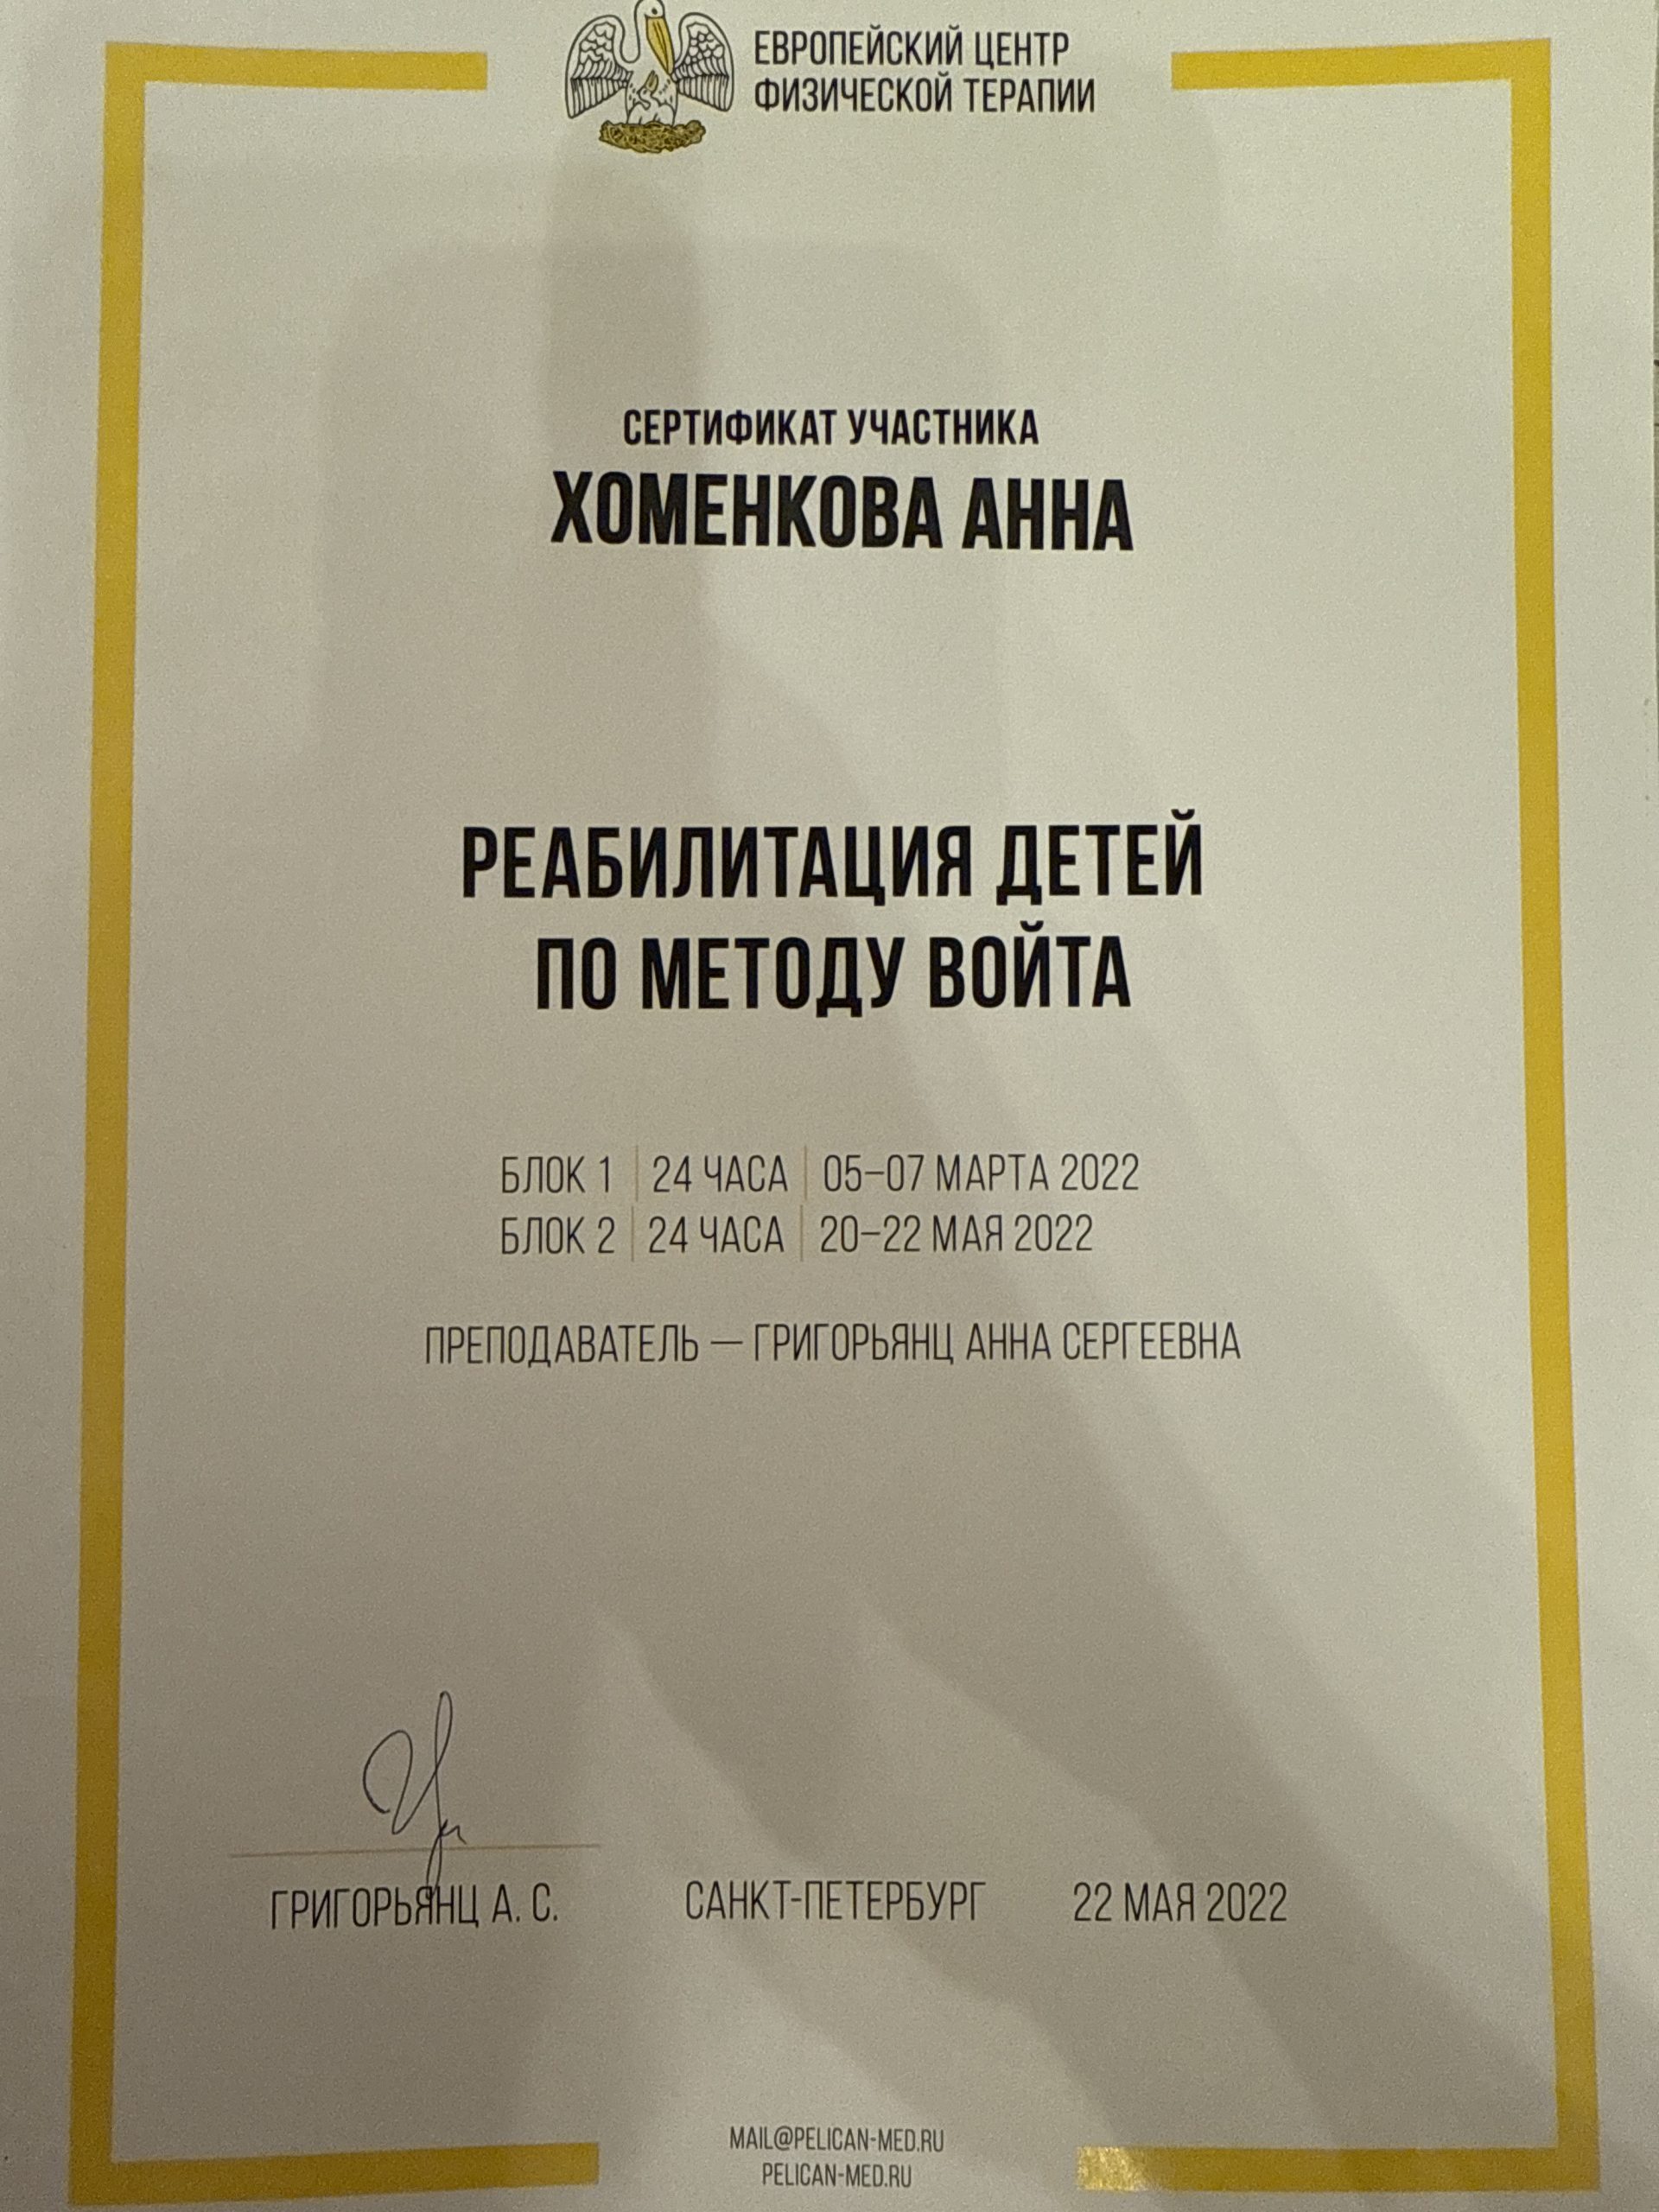 ЕВРОПЕЙСКИЙ ЦЕНТР
ФИЗИЧЕСКОЙ ТЕРАПИИ
СЕРТИФИКАТ УЧАСТНИКА
ХОМЕНКОВА АННА
РЕАБИЛИТАЦИЯ ДЕТЕЙ
ПО МЕТОДУ ВОЙТА
БЛОК 1 | 24 ЧАСА | 05–07 МАРТА 2022
БЛОК 2 | 24 ЧАСА | 20–22 МАЯ 2022
ПРЕПОДАВАТЕЛЬ — ГРИГОРЬЯНЦ АННА СЕРГЕЕВНА
ГРИГОРЬЯНЦ А. С. САНКТ-ПЕТЕРБУРГ 22 МАЯ 2022
MAIL@PELICAN-MED.RU
PELICAN-MED.RU